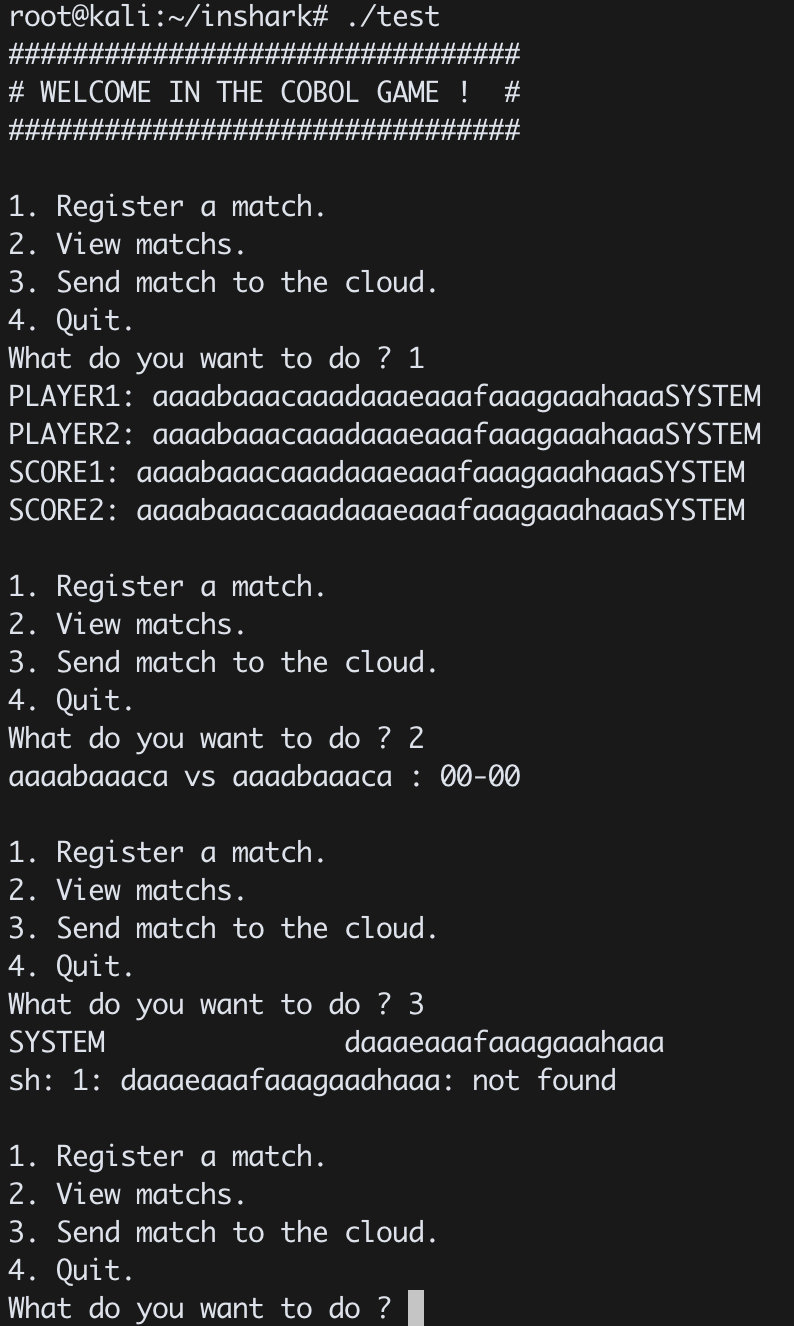 root@kali:~/inshark# ./test
################################
# WELCOME IN THE COBOL GAME !  #
################################
1. Register a match.
2. View matchs.
3. Send match to the cloud.
4. Quit.
What do you want to do ? 1
PLAYER1: aaaabaaacaaadaaaeaaafaaagaaahaaaSYSTEM
PLAYER2: aaaabaaacaaadaaaeaaafaaagaaahaaaSYSTEM
SCORE1: aaaabaaacaaadaaaeaaafaaagaaahaaaSYSTEM
SCORE2: aaaabaaacaaadaaaeaaafaaagaaahaaaSYSTEM
1. Register a match.
2. View matchs.
3. Send match to the cloud.
4. Quit.
What do you want to do ? 2
aaaabaaaca vs aaaabaaaca : 00-00
1. Register a match.
2. View matchs.
3. Send match to the cloud.
4. Quit.
What do you want to do ? 3
SYSTEM               daaaeaaafaaagaaahaaa
sh: 1: daaaeaaafaaagaaahaaa: not found
1. Register a match.
2. View matchs.
3. Send match to the cloud.
4. Quit.
What do you want to do ?